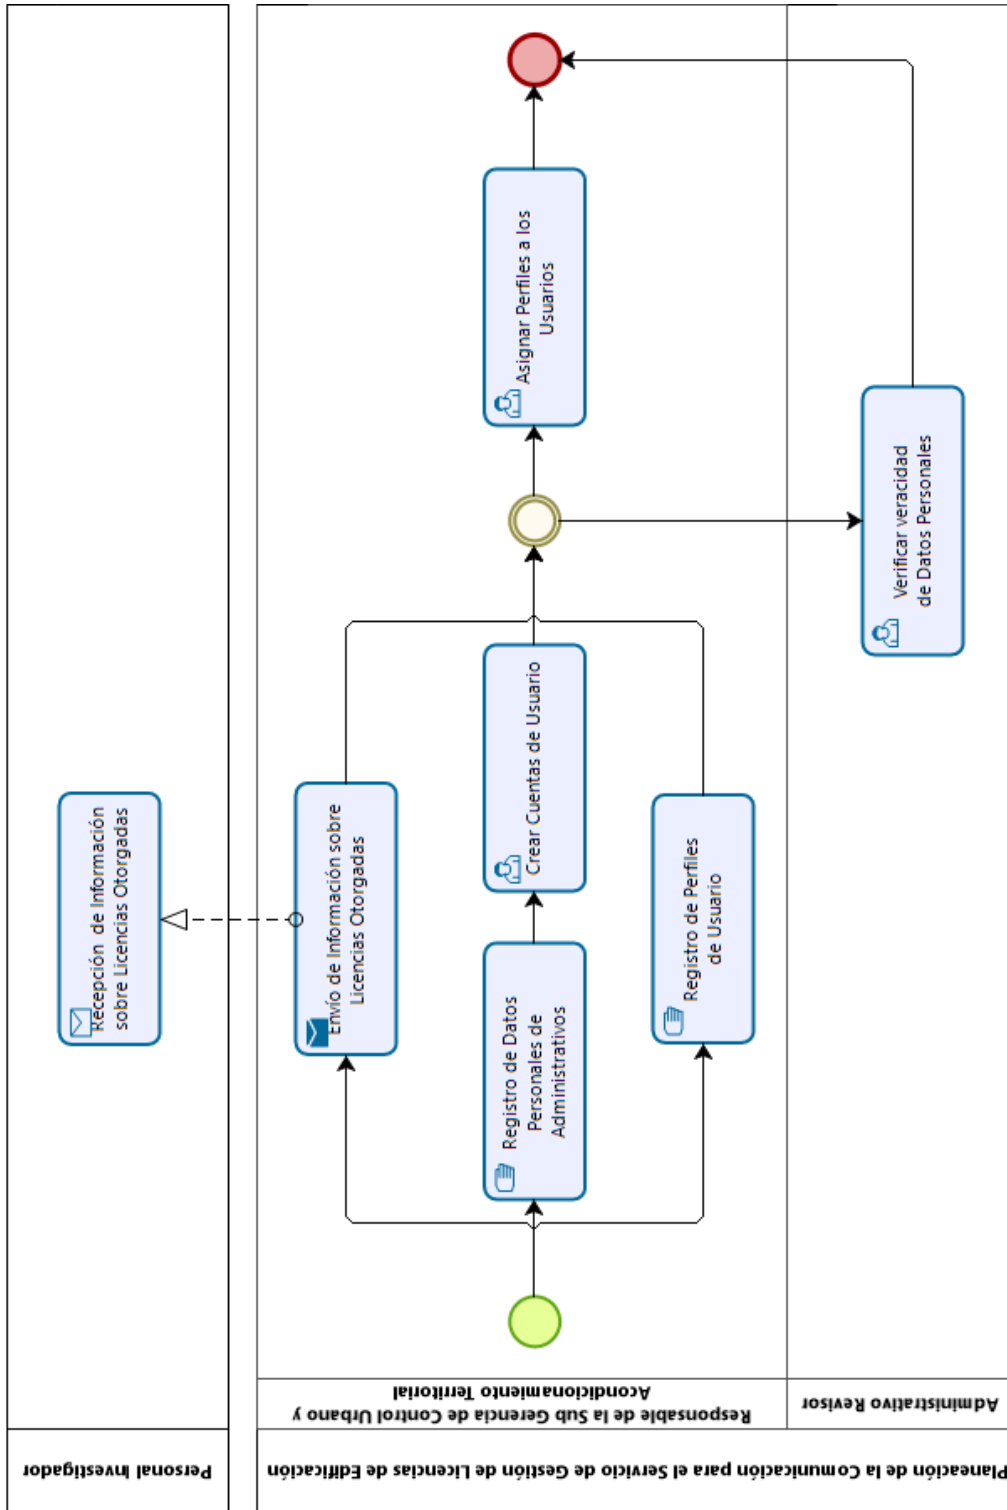 Personal Investigador
Recepción de Información
sobre Licencias Otorgadas
Planeación de la Comunicación para el Servicio de Gestión de Licencias de Edificación
Responsable de la Sub Gerencia de Control Urbano y
Acondicionamiento Territorial
Envío de Información sobre
Licencias Otorgadas
Registro de Datos
Personales de
Administrativos
Crear Cuentas de Usuario
Registro de Perfiles
de Usuario
Asignar Perfiles a los
Usuarios
Administrativo Revisor
Verificar veracidad
de Datos Personales